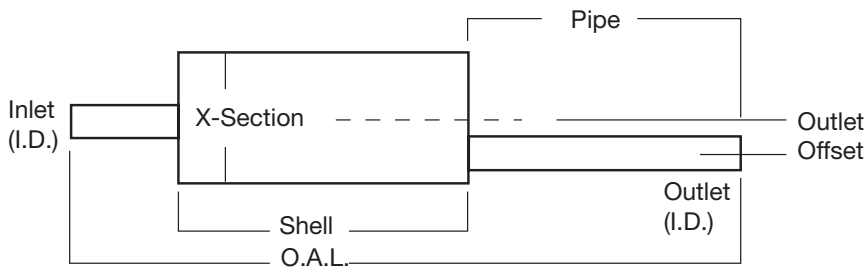 Pipe
Inlet
(I.D.)
X-Section
Outlet
Offset
Outlet
(I.D.)
Shell
O.A.L.